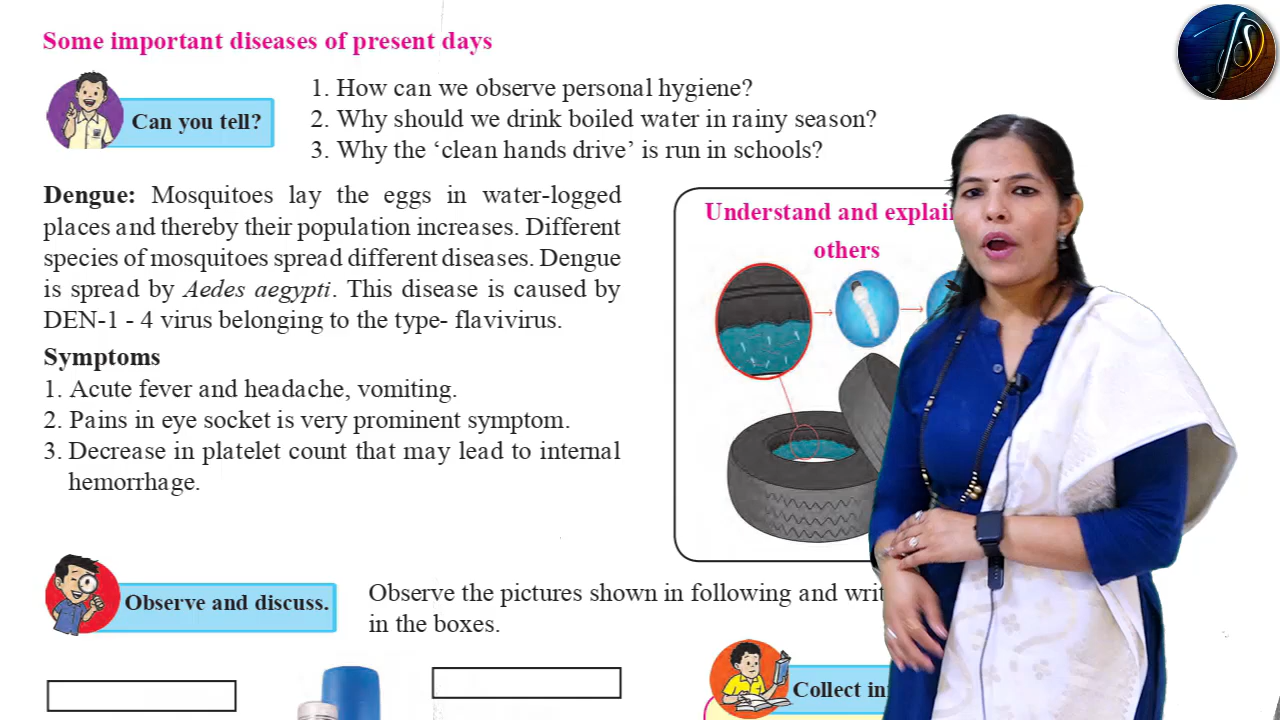 Some important diseases of present days
Can you tell?
1. How can we observe personal hygiene?
2. Why should we drink boiled water in rainy season?
3. Why the ‘clean hands drive’ is run in schools?
Dengue: Mosquitoes lay the eggs in water-logged
places and thereby their population increases. Different
species of mosquitoes spread different diseases. Dengue
is spread by Aedes aegypti. This disease is caused by
DEN-1 - 4 virus belonging to the type- flavivirus.
Symptoms
1. Acute fever and headache, vomiting.
2. Pains in eye socket is very prominent symptom.
3. Decrease in platelet count that may lead to internal
hemorrhage.
Understand and
others
Observe and discuss.
Observe the pictures shown in following and
in the boxes.
Collect